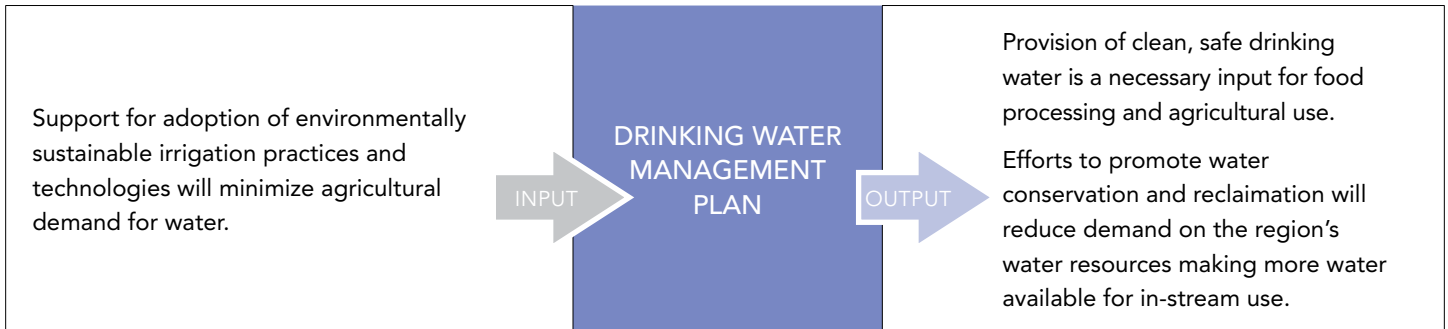 Support for adoption of environmentally
sustainable irrigation practices and
technologies will minimize agricultural
demand for water.
INPUT
DRINKING WATER
MANAGEMENT
PLAN
OUTPUT
Provision of clean, safe drinking
water is a necessary input for food
processing and agricultural use.
Efforts to promote water
conservation and reclaimation will
reduce demand on the region’s
water resources making more water
available for in-stream use.